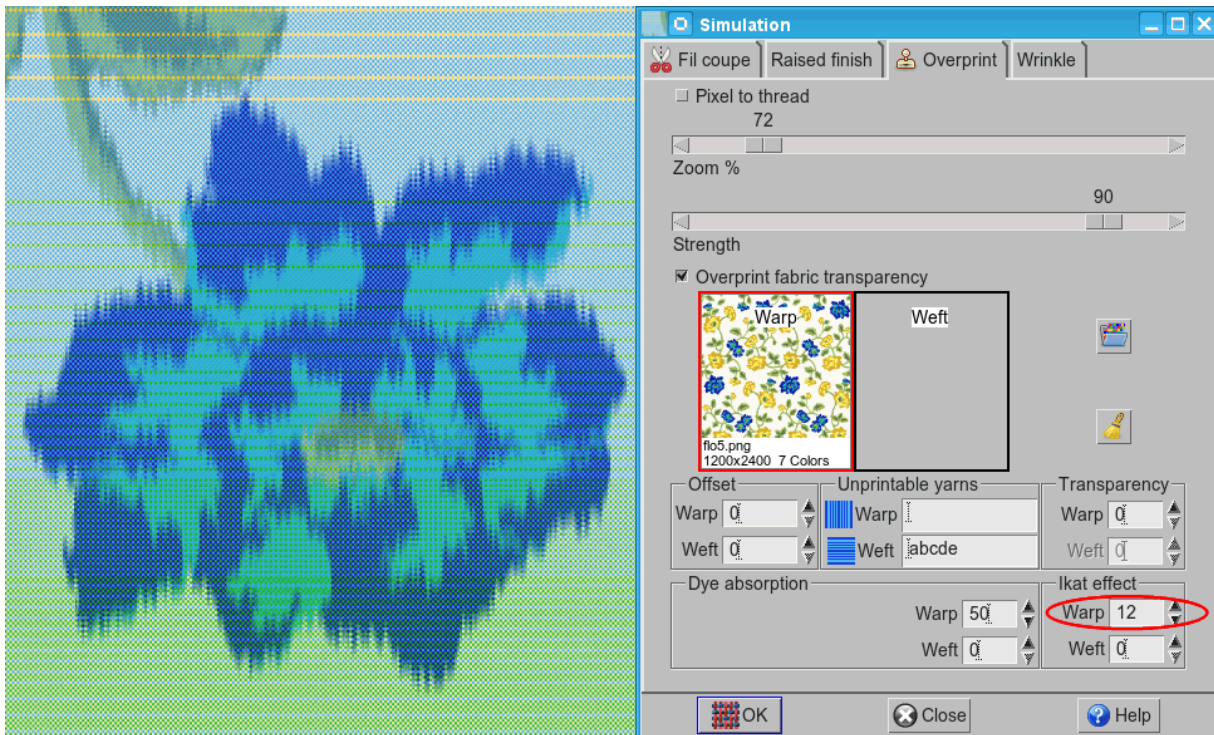 Simulation
Fil coupe Raised finish Overprint Wrinkle
Pixel to thread
72
Zoom %
90
Strength
Overprint fabric transparency
Warp Weft
flo5.png
1200x2400 7 Colors
Offset Unprintable yarns Transparency
Warp 0 Warp Warp 0
Weft 0 Weft abcde Weft 0
Dye absorption Ikat effect
Warp 50 Warp 12
Weft 0 Weft 0
OK Close Help